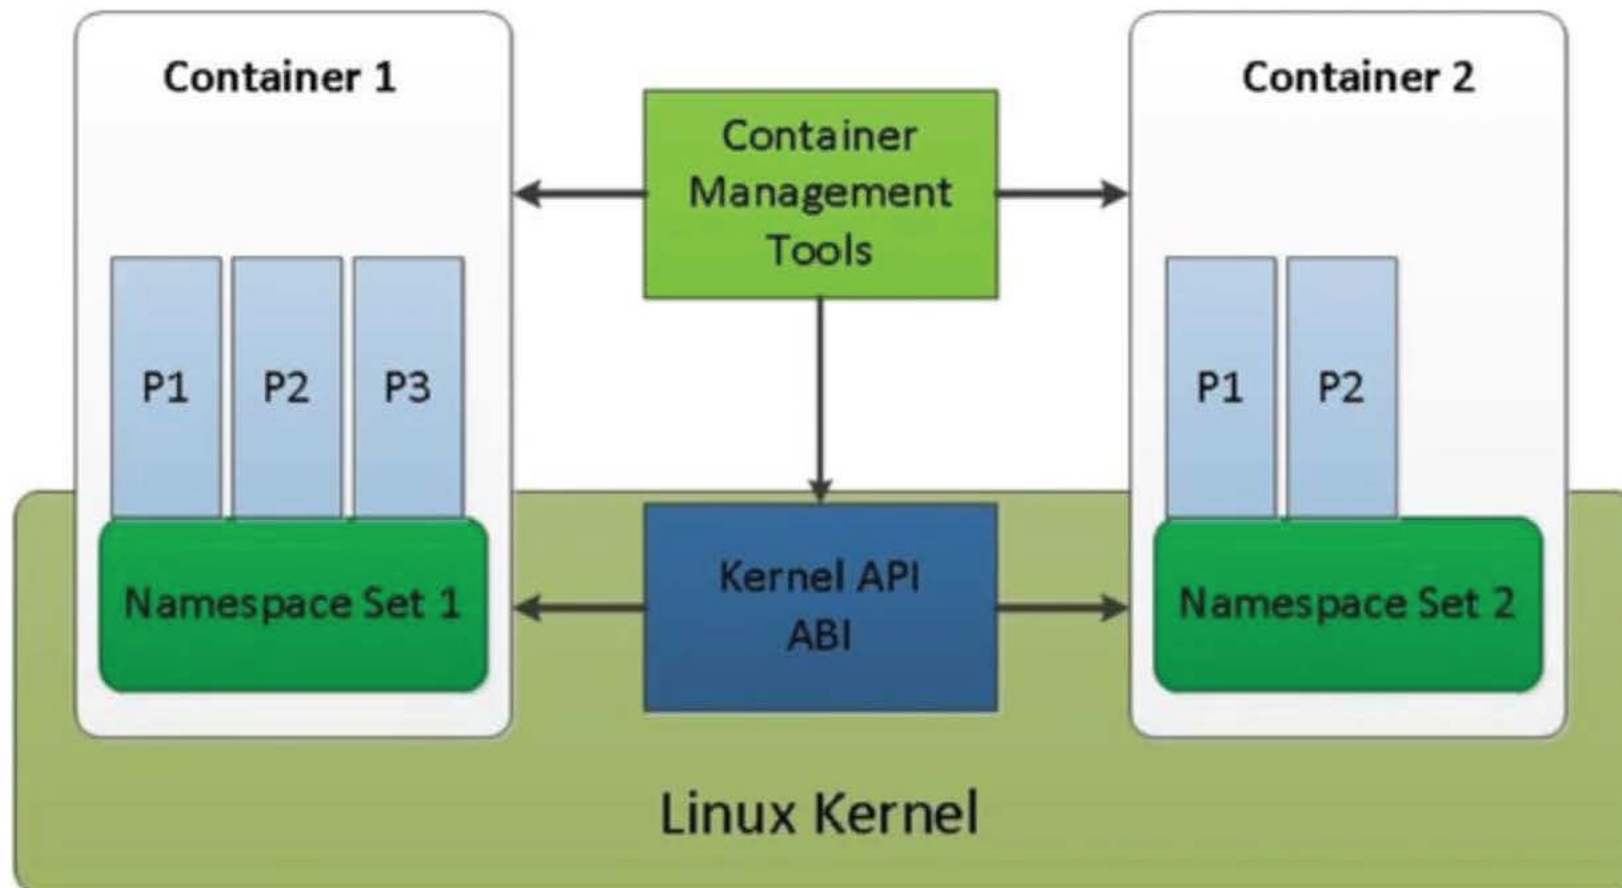 Container 1
Container
Management
Tools
Container 2
P1
P2
P3
P1
P2
Namespace Set 1
Kernel API
ABI
Namespace Set 2
Linux Kernel